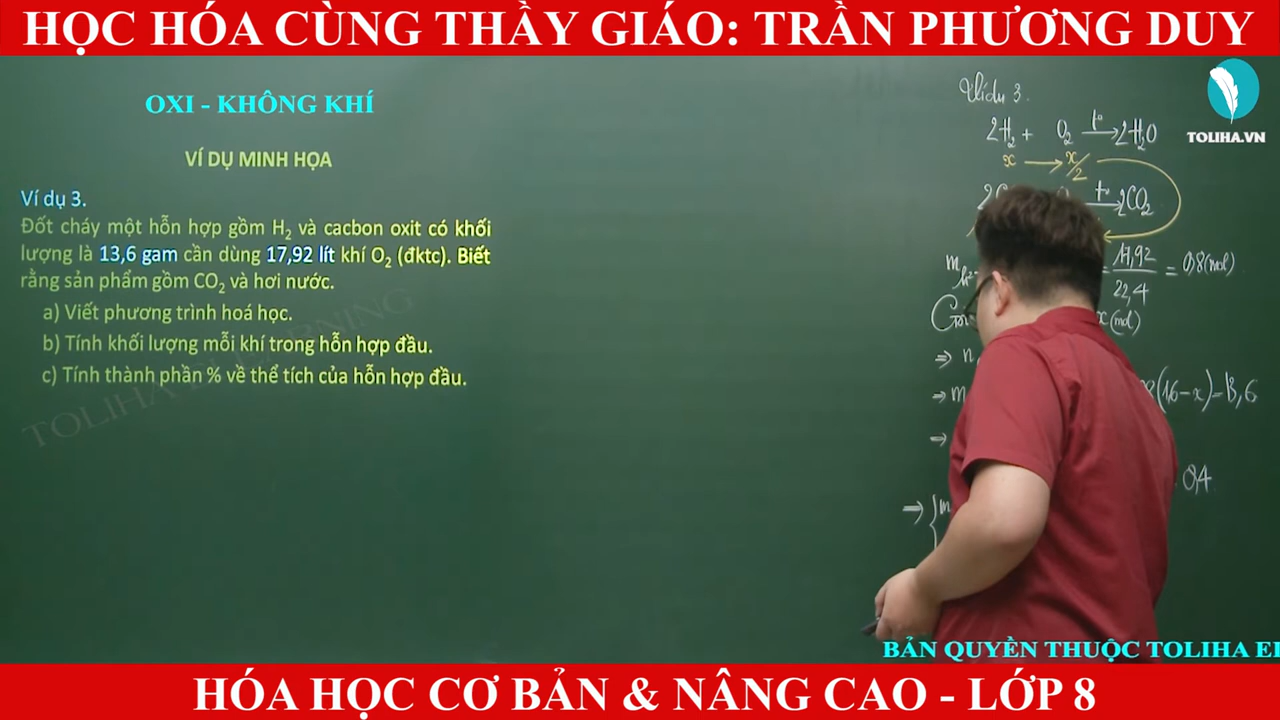 HỌC HÓA CÙNG THẦY GIÁO: TRẦN PHƯƠNG DUY
TOLIHA.VN
OXI - KHÔNG KHÍ
VÍ DỤ MINH HỌA
Ví dụ 3.
Đốt cháy một hỗn hợp gồm H₂ và cacbon oxit có khối
lượng là 13,6 gam cần dùng 17,92 lít khí O₂ (đktc). Biết
rằng sản phẩm gồm CO₂ và hơi nước.
a) Viết phương trình hoá học.
b) Tính khối lượng mỗi khí trong hỗn hợp đầu.
c) Tính thành phần % về thể tích của hỗn hợp đầu.
Ví dụ 3.
2H₂ + O₂ →(t°) 2H₂O
x → x/2
→(t°) 2CO₂
17,92/22,4 = 0,8 (mol)
x (mol)
⇒ n
⇒ m (1,6-x) = 13,6
⇒ 0,4
⇒ { m
BẢN QUYỀN THUỘC TOLIHA
HÓA HỌC CƠ BẢN & NÂNG CAO - LỚP 8